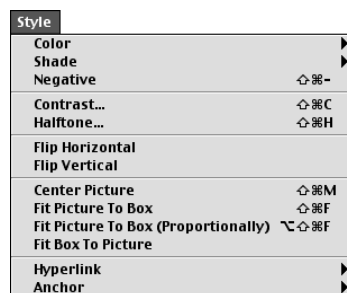 Style
Color
Shade
Negative ⇧⌘-
Contrast... ⇧⌘C
Halftone... ⇧⌘H
Flip Horizontal
Flip Vertical
Center Picture ⇧⌘M
Fit Picture To Box ⇧⌘F
Fit Picture To Box (Proportionally) ⌥⇧⌘F
Fit Box To Picture
Hyperlink
Anchor